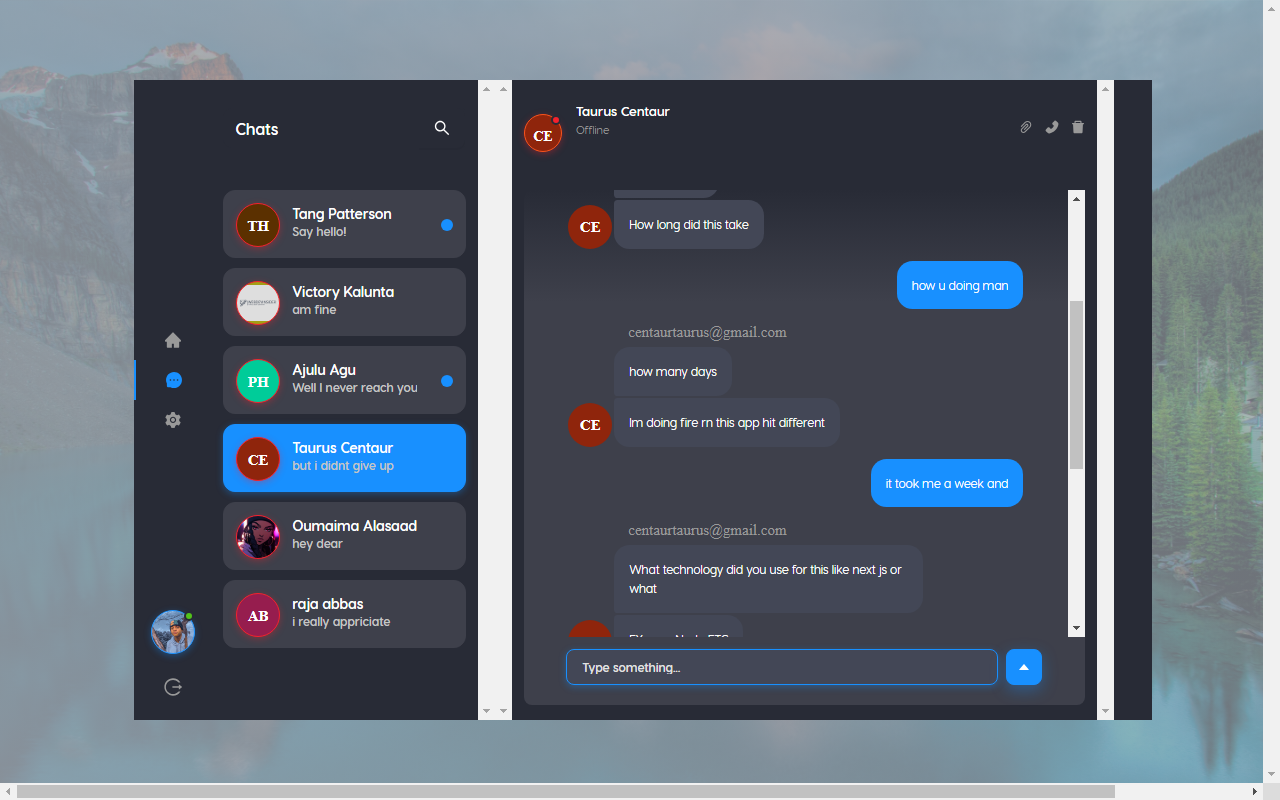 Chats
TH
Tang Patterson
Say hello!
Victory Kalunta
am fine
PH
Ajulu Agu
Well I never reach you
CE
Taurus Centaur
but i didnt give up
Oumaima Alasaad
hey dear
AB
raja abbas
i really appriciate
CE
Taurus Centaur
Offline
CE
How long did this take
how u doing man
centaurtaurus@gmail.com
how many days
CE
Im doing fire rn this app hit different
it took me a week and
centaurtaurus@gmail.com
What technology did you use for this like next js or
what
Type something...